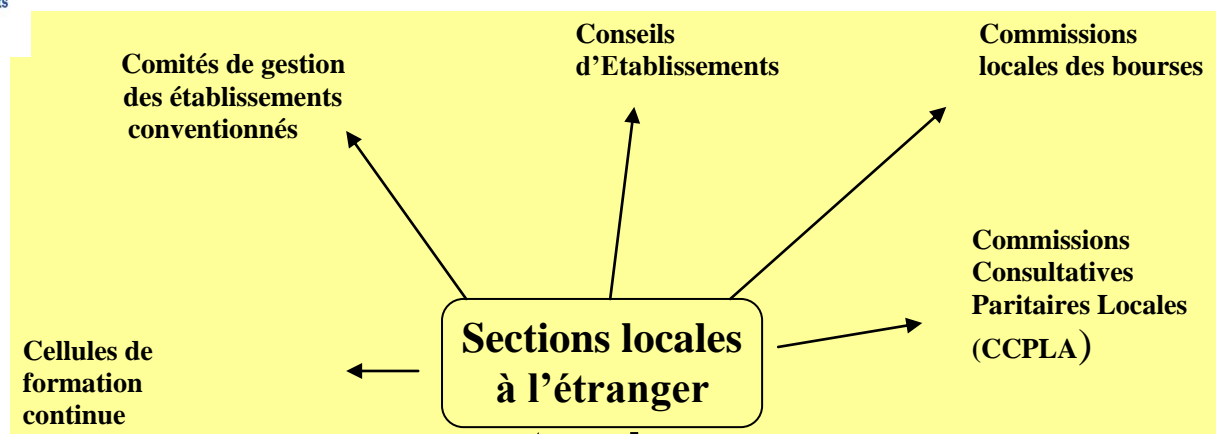 Comités de gestion
des établissements
conventionnés
Conseils
d’Etablissements
Commissions
locales des bourses
Commissions
Consultatives
Paritaires Locales
(CCPLA)
Sections locales
à l’étranger
Cellules de
formation
continue